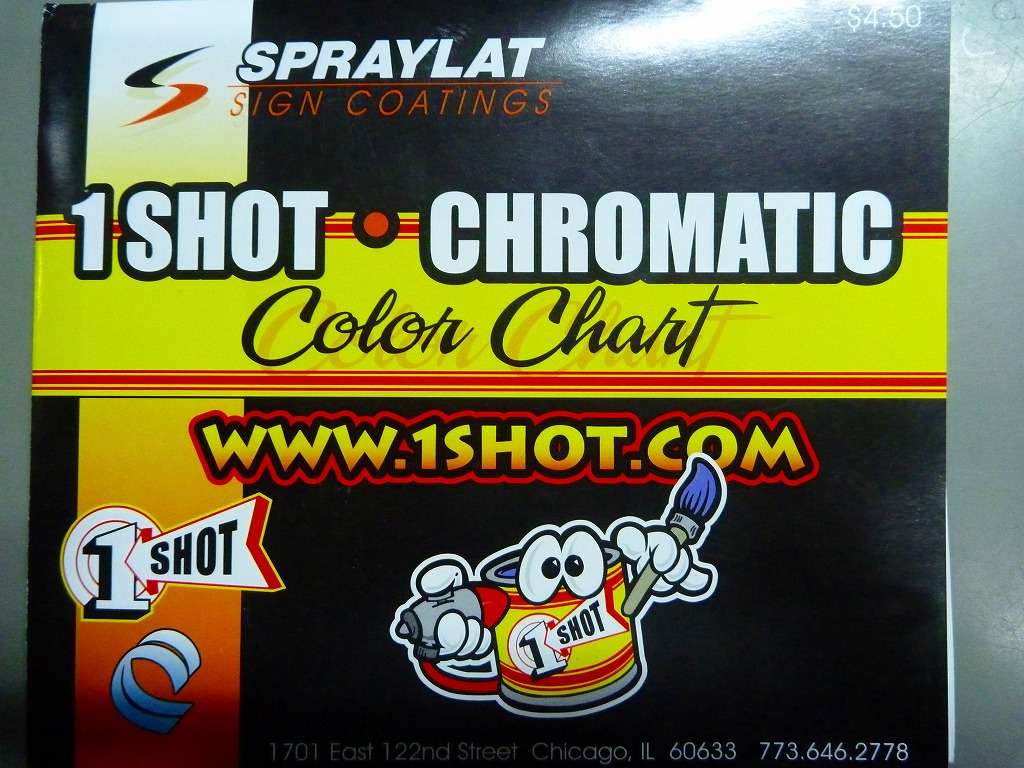 $4.50
SPRAYLAT
SIGN COATINGS
1 SHOT • CHROMATIC
Color Chart
WWW.1SHOT.COM
1 SHOT
1 SHOT
1701 East 122nd Street Chicago, IL 60633 773.646.2778